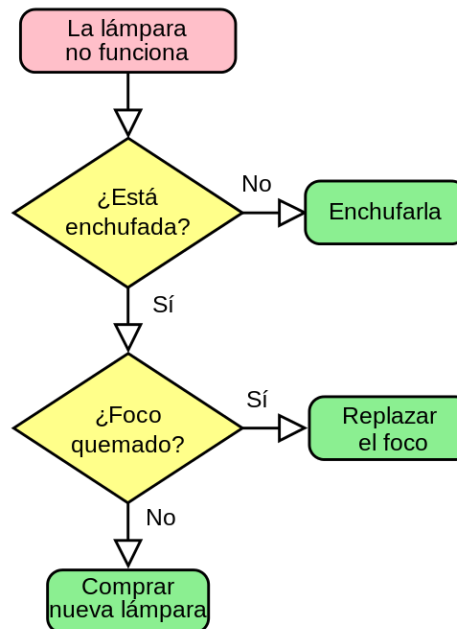 La lámpara
no funciona
¿Está
enchufada?
No
Enchufarla
Sí
¿Foco
quemado?
Sí
Replazar
el foco
No
Comprar
nueva lámpara